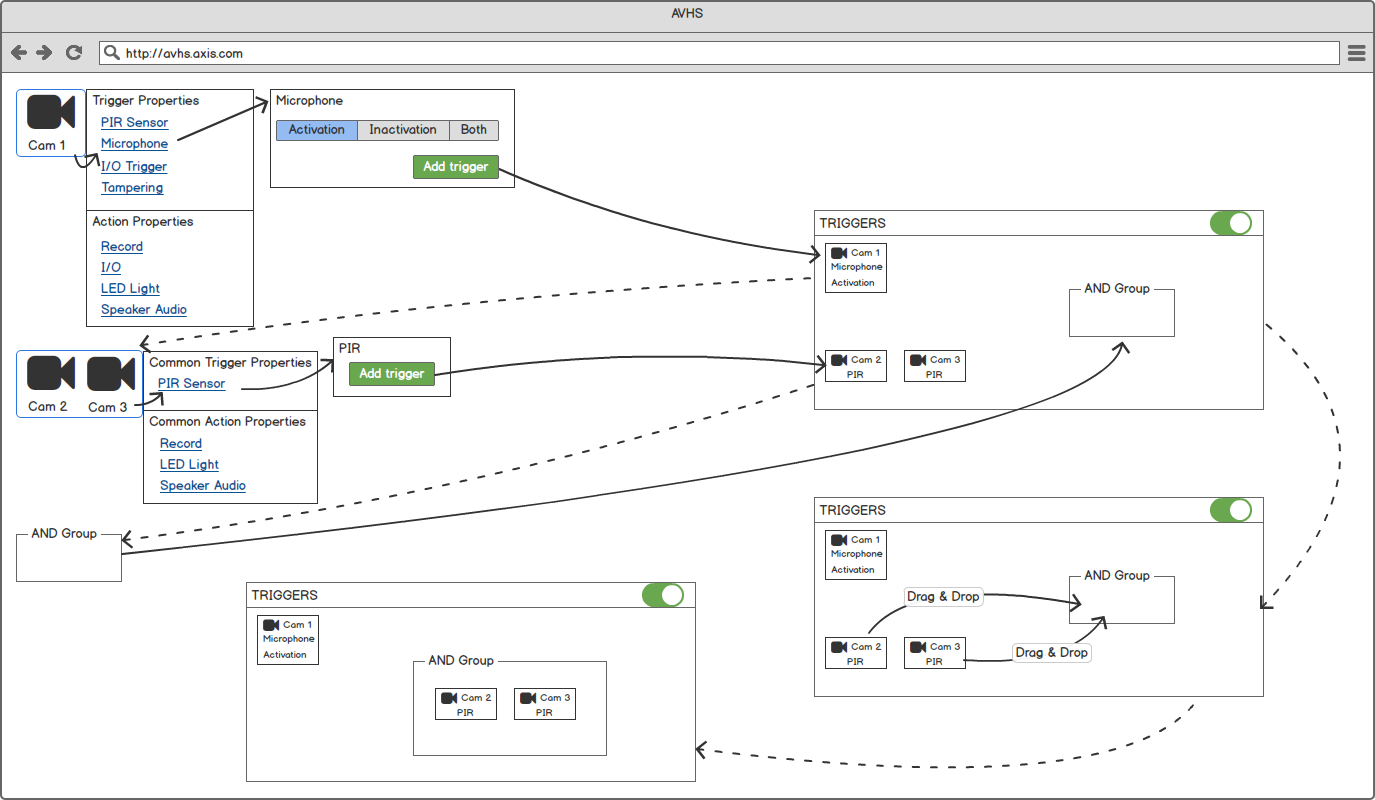 AVHS
http://avhs.axis.com
Cam 1
Trigger Properties
PIR Sensor
Microphone
I/O Trigger
Tampering
Action Properties
Record
I/O
LED Light
Speaker Audio
Microphone
Activation Inactivation Both
Add trigger
TRIGGERS
Cam 1
Microphone
Activation
AND Group
Cam 2
PIR
Cam 3
PIR
Cam 2 Cam 3
Common Trigger Properties
PIR Sensor
Common Action Properties
Record
LED Light
Speaker Audio
PIR
Add trigger
AND Group
TRIGGERS
Cam 1
Microphone
Activation
AND Group
Drag & Drop
Cam 2
PIR
Cam 3
PIR
Drag & Drop
TRIGGERS
Cam 1
Microphone
Activation
AND Group
Cam 2
PIR
Cam 3
PIR